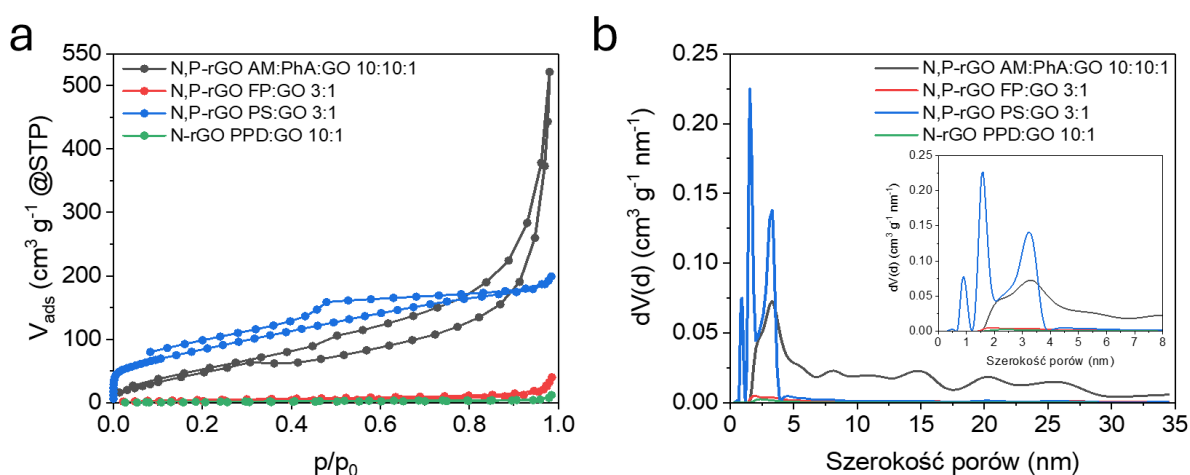 a
V_ads (cm³ g⁻¹ @STP)
550
500
400
300
200
100
0
N,P-rGO AM:PhA:GO 10:10:1
N,P-rGO FP:GO 3:1
N,P-rGO PS:GO 3:1
N-rGO PPD:GO 10:1
0.0 0.2 0.4 0.6 0.8 1.0
p/p₀
b
dV(d) (cm³ g⁻¹ nm⁻¹)
0.25
0.20
0.15
0.10
0.05
0.00
N,P-rGO AM:PhA:GO 10:10:1
N,P-rGO FP:GO 3:1
N,P-rGO PS:GO 3:1
N-rGO PPD:GO 10:1
dV(d) (cm³ g⁻¹ nm⁻¹)
0.25
0.20
0.15
0.10
0.05
0.00
0 1 2 3 4 5 6 7 8
Szerokość porów (nm)
0 5 10 15 20 25 30 35
Szerokość porów (nm)